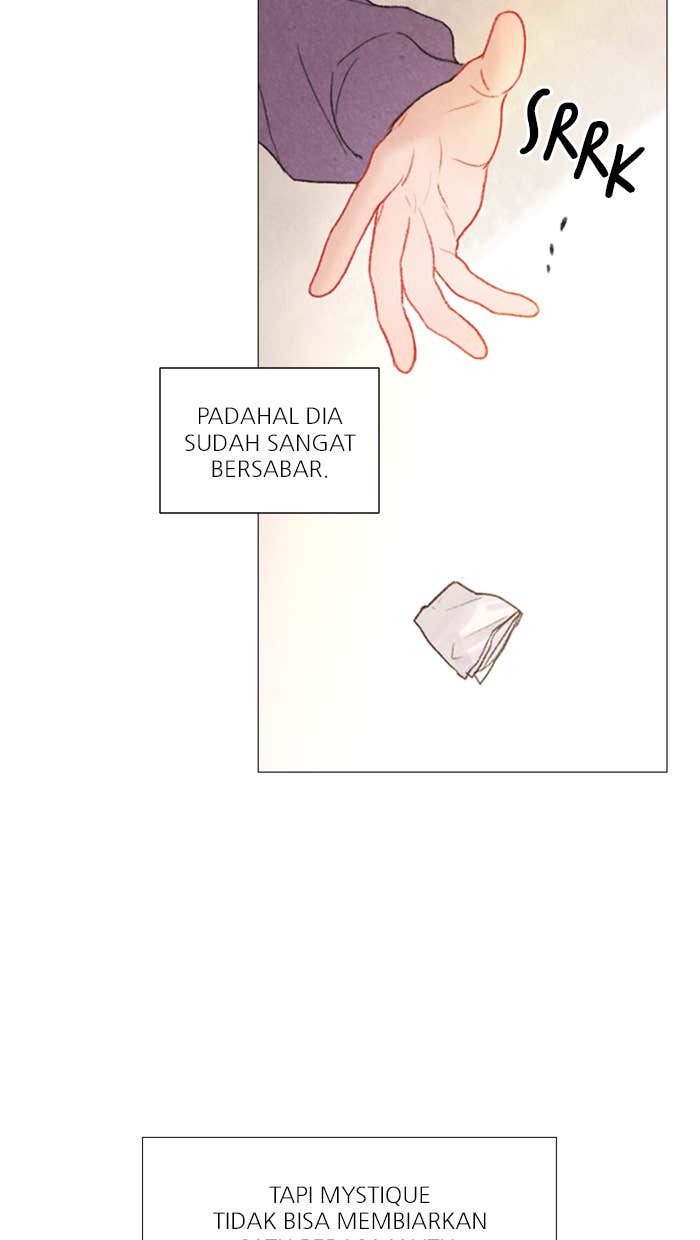 SRRK
PADAHAL DIA
SUDAH SANGAT
BERSABAR.
TAPI MYSTIQUE
TIDAK BISA MEMBIARKAN